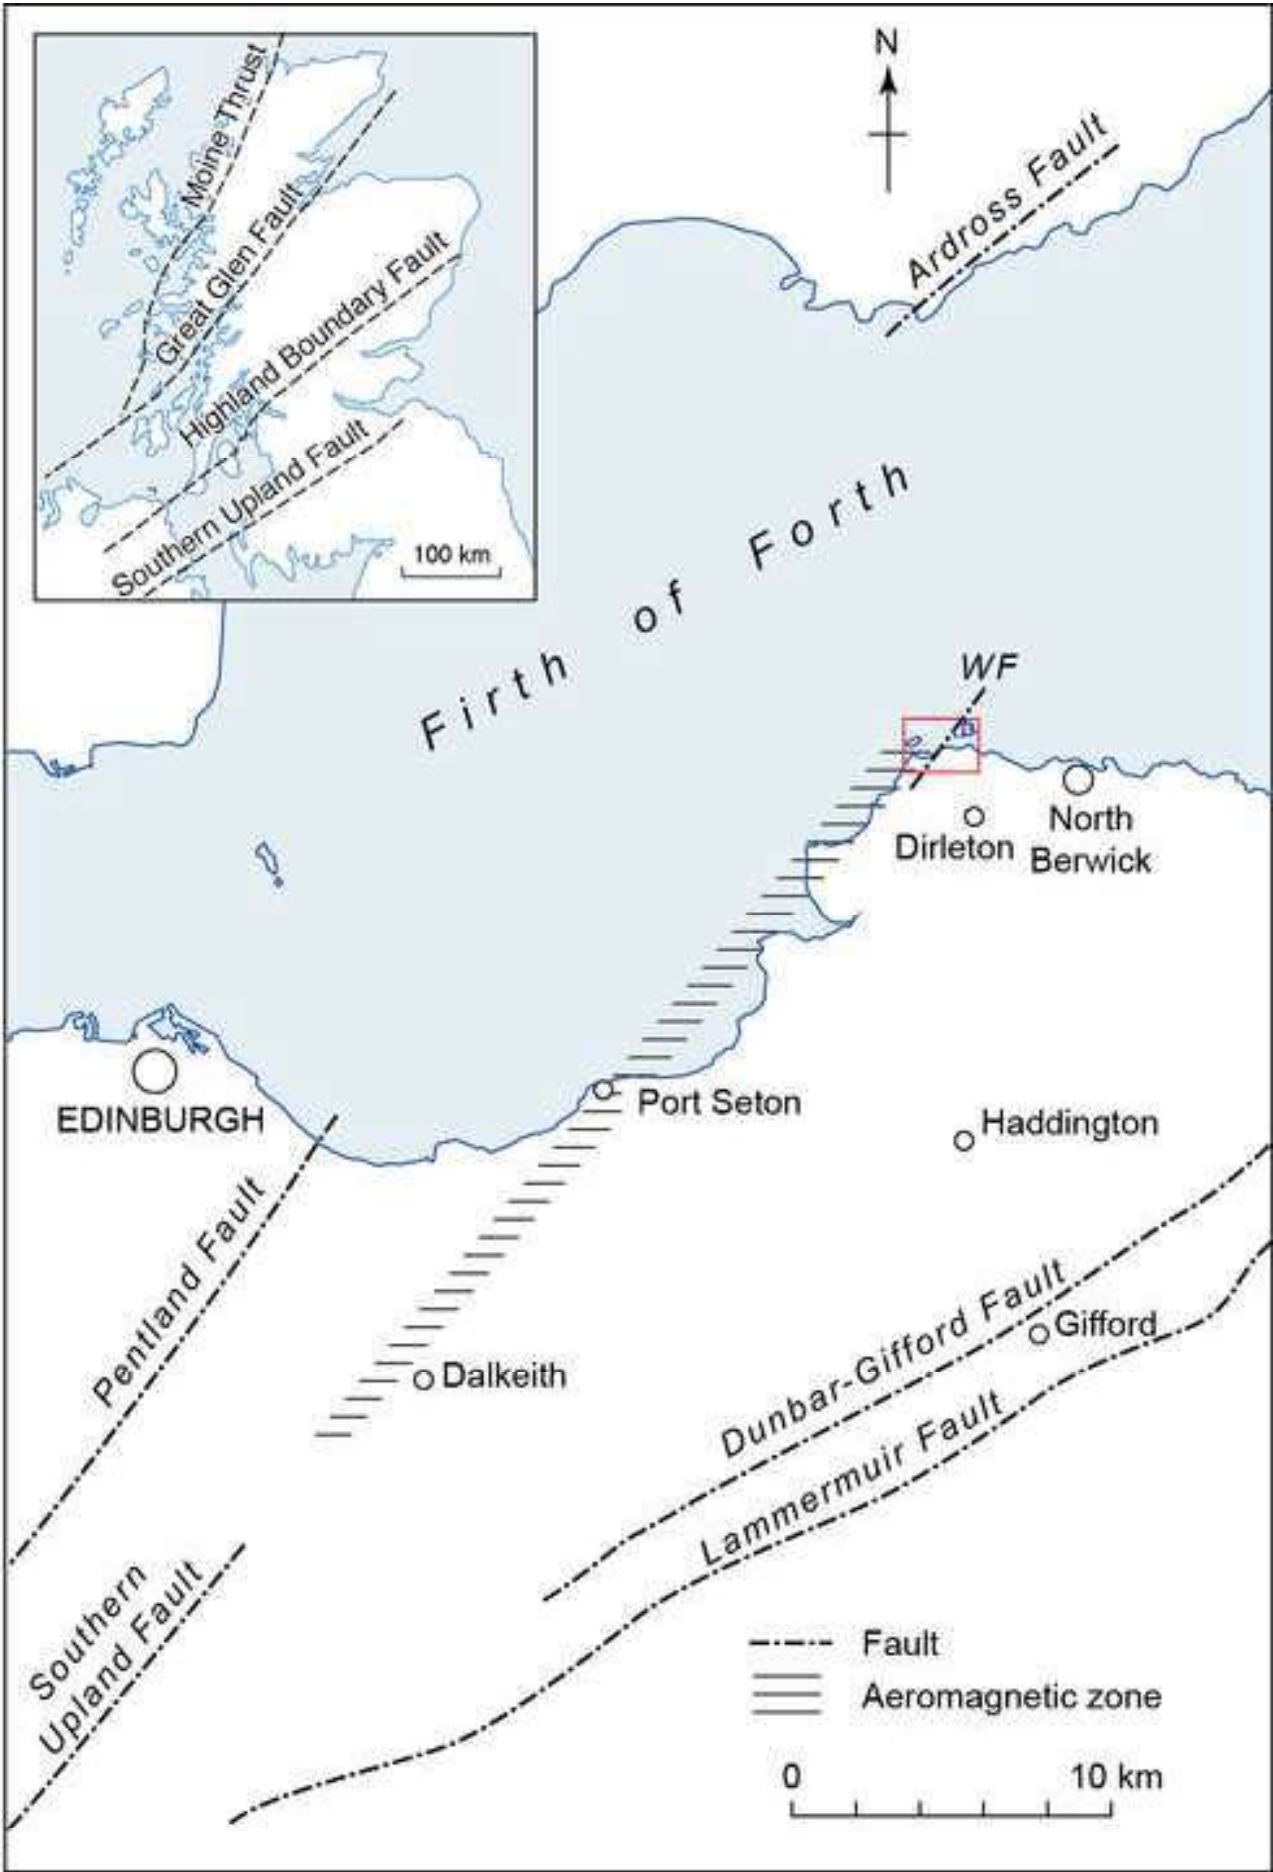 Moine Thrust
Great Glen Fault
Highland Boundary Fault
Southern Upland Fault
100 km
N
Ardross Fault
Firth of Forth
WF
Dirleton
North
Berwick
EDINBURGH
Port Seton
Haddington
Pentland Fault
Dunbar-Gifford Fault
Gifford
Dalkeith
Lammermuir Fault
Southern
Upland Fault
Fault
Aeromagnetic zone
0 10 km